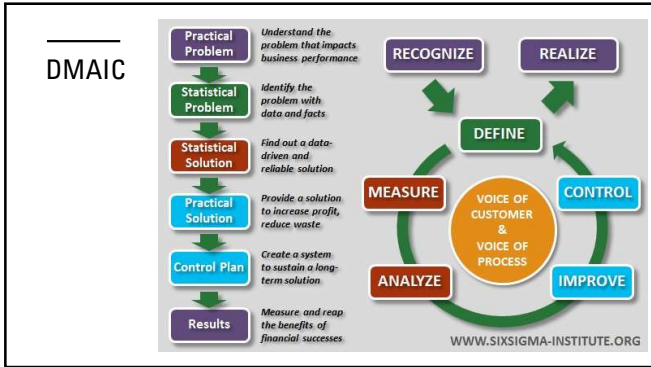 DMAIC
Practical
Problem
Understand the
problem that impacts
business performance
Statistical
Problem
Identify the
problem with
data and facts
Statistical
Solution
Find out a data-
driven and
reliable solution
Practical
Solution
Provide a solution
to increase profit,
reduce waste
Control Plan
Create a system
to sustain a long-
term solution
Results
Measure and reap
the benefits of
financial successes
RECOGNIZE
REALIZE
DEFINE
MEASURE
CONTROL
VOICE OF
CUSTOMER
&
VOICE OF
PROCESS
ANALYZE
IMPROVE
WWW.SIXSIGMA-INSTITUTE.ORG